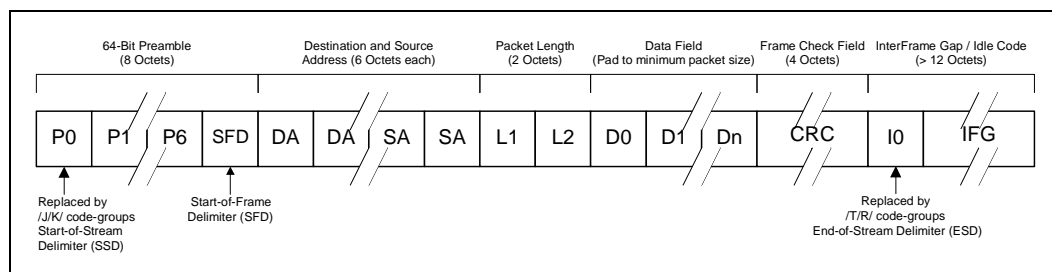 64-Bit Preamble
(8 Octets)
Destination and Source
Address (6 Octets each)
Packet Length
(2 Octets)
Data Field
(Pad to minimum packet size)
Frame Check Field
(4 Octets)
InterFrame Gap / Idle Code
(> 12 Octets)
P0 P1 P6 SFD DA DA SA SA L1 L2 D0 D1 Dn CRC I0 IFG
Replaced by
/J/K/ code-groups
Start-of-Stream
Delimiter (SSD)
Start-of-Frame
Delimiter (SFD)
Replaced by
/T/R/ code-groups
End-of-Stream Delimiter (ESD)